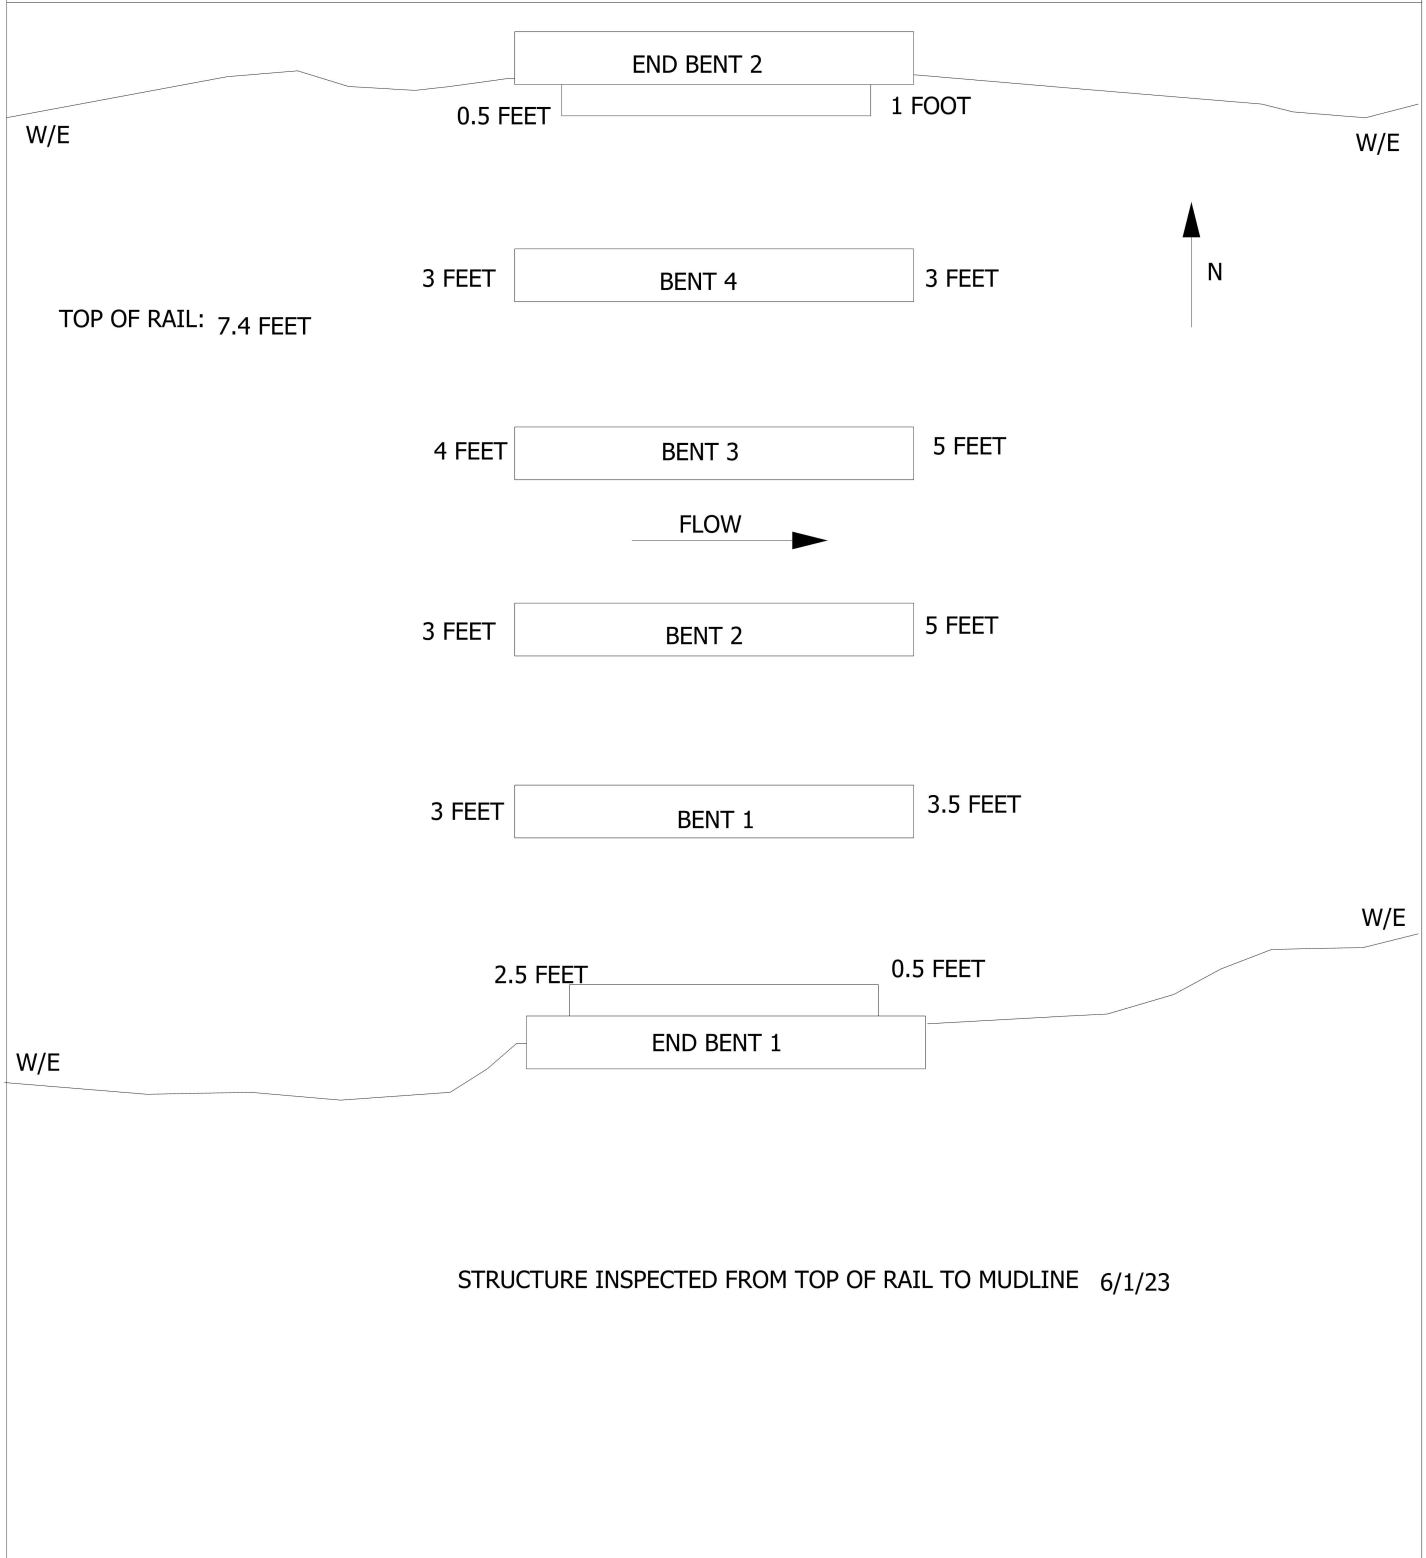 END BENT 2
0.5 FEET
1 FOOT
W/E
W/E
3 FEET
BENT 4
3 FEET
N
TOP OF RAIL: 7.4 FEET
4 FEET
BENT 3
5 FEET
FLOW
3 FEET
BENT 2
5 FEET
3 FEET
BENT 1
3.5 FEET
W/E
2.5 FEET
0.5 FEET
END BENT 1
W/E
STRUCTURE INSPECTED FROM TOP OF RAIL TO MUDLINE 6/1/23